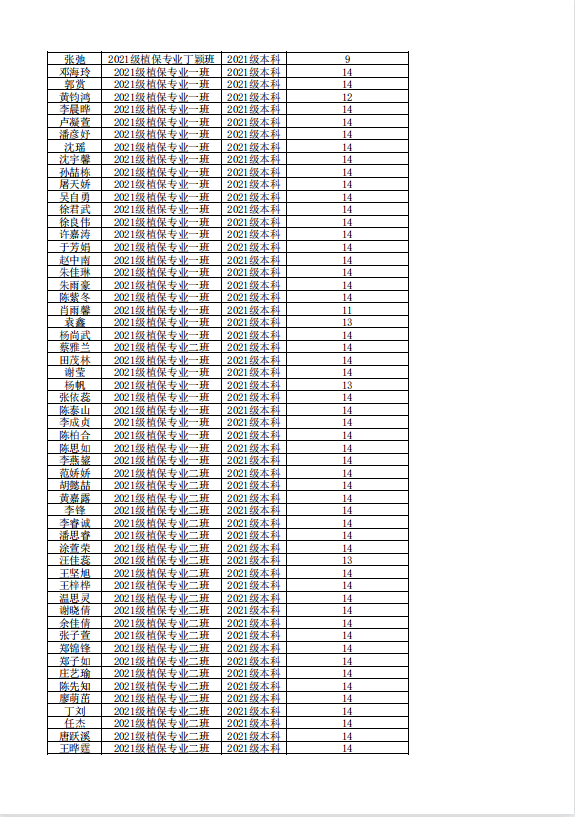 张弛 2021级植保专业丁颖班 2021级本科 9
邓海玲 2021级植保专业一班 2021级本科 14
郭赏 2021级植保专业一班 2021级本科 14
黄钧鸿 2021级植保专业一班 2021级本科 12
李晨晔 2021级植保专业一班 2021级本科 14
卢凝萱 2021级植保专业一班 2021级本科 14
潘彦妤 2021级植保专业一班 2021级本科 14
沈瑶 2021级植保专业一班 2021级本科 14
沈宇馨 2021级植保专业一班 2021级本科 14
孙喆栋 2021级植保专业一班 2021级本科 14
屠天娇 2021级植保专业一班 2021级本科 14
吴自勇 2021级植保专业一班 2021级本科 14
徐君武 2021级植保专业一班 2021级本科 14
徐良伟 2021级植保专业一班 2021级本科 14
许嘉涛 2021级植保专业一班 2021级本科 14
于芳娟 2021级植保专业一班 2021级本科 14
赵中南 2021级植保专业一班 2021级本科 14
朱佳琳 2021级植保专业一班 2021级本科 14
朱雨豪 2021级植保专业一班 2021级本科 14
陈紫冬 2021级植保专业一班 2021级本科 14
肖雨馨 2021级植保专业一班 2021级本科 11
袁鑫 2021级植保专业一班 2021级本科 13
杨尚武 2021级植保专业一班 2021级本科 14
蔡雅兰 2021级植保专业二班 2021级本科 14
田茂林 2021级植保专业一班 2021级本科 14
谢莹 2021级植保专业一班 2021级本科 14
杨帆 2021级植保专业一班 2021级本科 13
张依蕊 2021级植保专业一班 2021级本科 14
陈泰山 2021级植保专业一班 2021级本科 14
李成贞 2021级植保专业一班 2021级本科 14
陈柏合 2021级植保专业一班 2021级本科 14
陈思如 2021级植保专业一班 2021级本科 14
李燕鋆 2021级植保专业一班 2021级本科 14
范娇娇 2021级植保专业二班 2021级本科 14
胡懿喆 2021级植保专业二班 2021级本科 14
黄嘉露 2021级植保专业二班 2021级本科 14
李锋 2021级植保专业二班 2021级本科 14
李睿诚 2021级植保专业二班 2021级本科 14
潘思睿 2021级植保专业二班 2021级本科 14
涂萱荣 2021级植保专业二班 2021级本科 14
汪佳蕊 2021级植保专业二班 2021级本科 13
王坚旭 2021级植保专业二班 2021级本科 14
王梓桦 2021级植保专业二班 2021级本科 14
温思灵 2021级植保专业二班 2021级本科 14
谢晓倩 2021级植保专业二班 2021级本科 14
余佳倩 2021级植保专业二班 2021级本科 14
张子萱 2021级植保专业二班 2021级本科 14
郑锦锋 2021级植保专业二班 2021级本科 14
郑子如 2021级植保专业二班 2021级本科 14
庄艺瑜 2021级植保专业二班 2021级本科 14
陈先知 2021级植保专业二班 2021级本科 14
廖萌茁 2021级植保专业二班 2021级本科 14
丁刘 2021级植保专业二班 2021级本科 14
任杰 2021级植保专业二班 2021级本科 14
唐跃溪 2021级植保专业二班 2021级本科 14
王晔霆 2021级植保专业二班 2021级本科 14